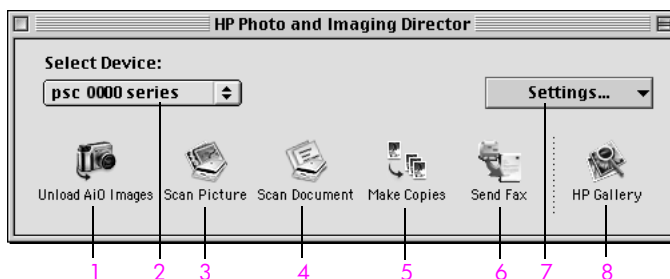 HP Photo and Imaging Director
Select Device:
psc 0000 series
Settings...
Unload AiO Images Scan Picture Scan Document Make Copies Send Fax HP Gallery
1 2 3 4 5 6 7 8